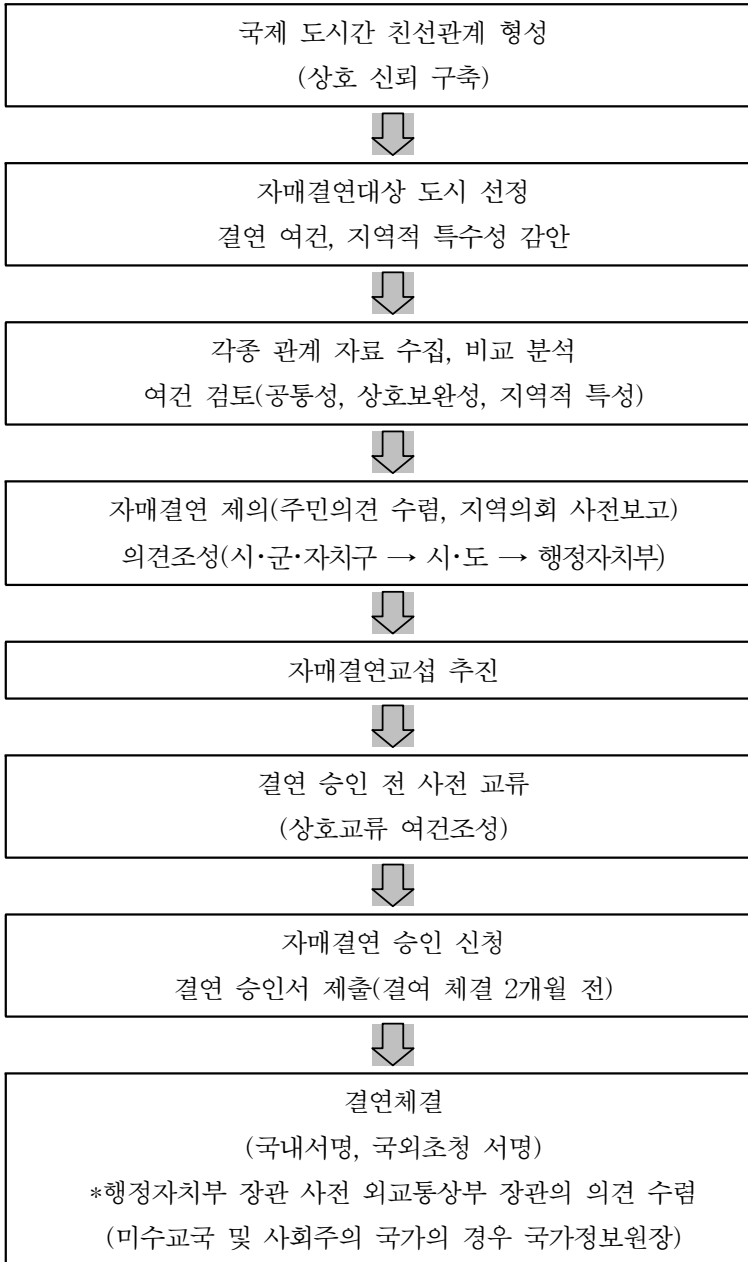 국제 도시간 친선관계 형성
(상호 신뢰 구축)
자매결연대상 도시 선정
결연 여건, 지역적 특수성 감안
각종 관계 자료 수집, 비교 분석
여건 검토(공통성, 상호보완성, 지역적 특성)
자매결연 제의(주민의견 수렴, 지역의회 사전보고)
의견조성(시·군·자치구 → 시·도 → 행정자치부)
자매결연교섭 추진
결연 승인 전 사전 교류
(상호교류 여건조성)
자매결연 승인 신청
결연 승인서 제출(결여 체결 2개월 전)
결연체결
(국내서명, 국외초청 서명)
*행정자치부 장관 사전 외교통상부 장관의 의견 수렴
(미수교국 및 사회주의 국가의 경우 국가정보원장)